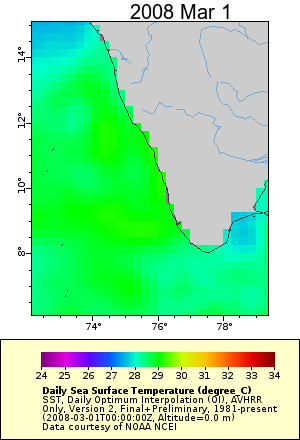 2008 Mar 1
14°
12°
10°
8°
74°
76°
78°
24 25 26 27 28 29 30 31 32 33 34
Daily Sea Surface Temperature (degree_C)
SST, Daily Optimum Interpolation (OI), AVHRR
Only, Version 2, Final+Preliminary, 1981-present
(2008-03-01T00:00:00Z, Altitude=0.0 m)
Data courtesy of NOAA NCEI